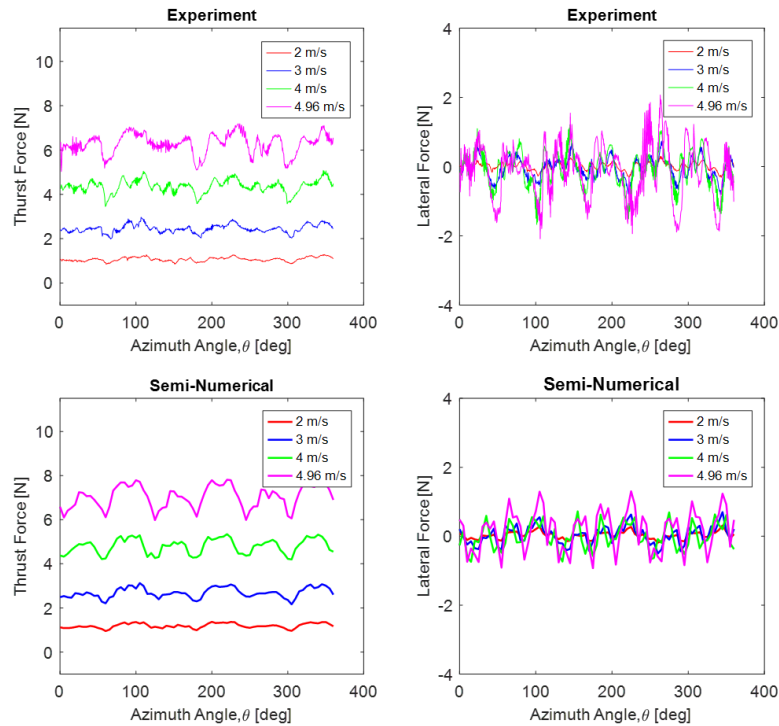 Experiment
Thurst Force [N]
10
8
6
4
2
0
2 m/s
3 m/s
4 m/s
4.96 m/s
0 100 200 300 400
Azimuth Angle,θ [deg]
Experiment
Lateral Force [N]
4
2
0
-2
-4
2 m/s
3 m/s
4 m/s
4.96 m/s
0 100 200 300 400
Azimuth Angle,θ [deg]
Semi-Numerical
Thrust Force [N]
10
8
6
4
2
0
2 m/s
3 m/s
4 m/s
4.96 m/s
0 100 200 300 400
Azimuth Angle,θ [deg]
Semi-Numerical
Lateral Force [N]
4
2
0
-2
-4
2 m/s
3 m/s
4 m/s
4.96 m/s
0 100 200 300 400
Azimuth Angle,θ [deg]